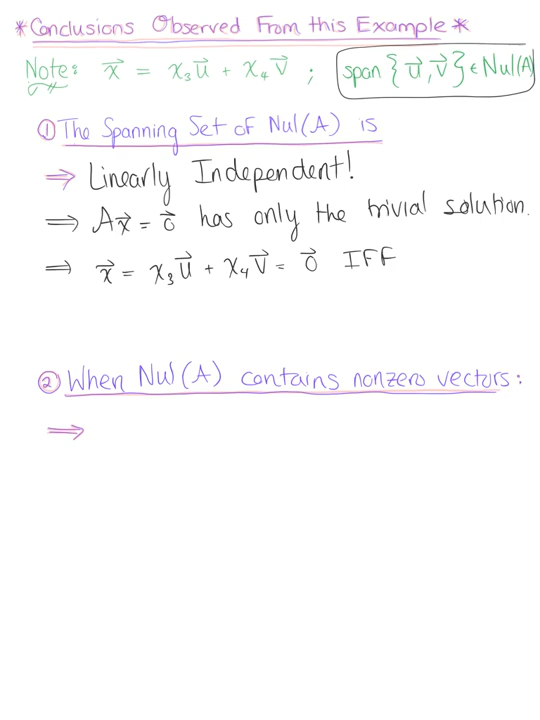 *Conclusions Observed From this Example*
Note: x⃗ = x₃u⃗ + x₄v⃗ ; span{u⃗,v⃗} ∈ Nul(A)
① The Spanning Set of Nul(A) is
⇒ Linearly Independent!
⇒ Ax⃗ = 0⃗ has only the trivial solution.
⇒ x⃗ = x₃u⃗ + x₄v⃗ = 0⃗ IFF
② When Nul(A) contains nonzero vectors:
⇒